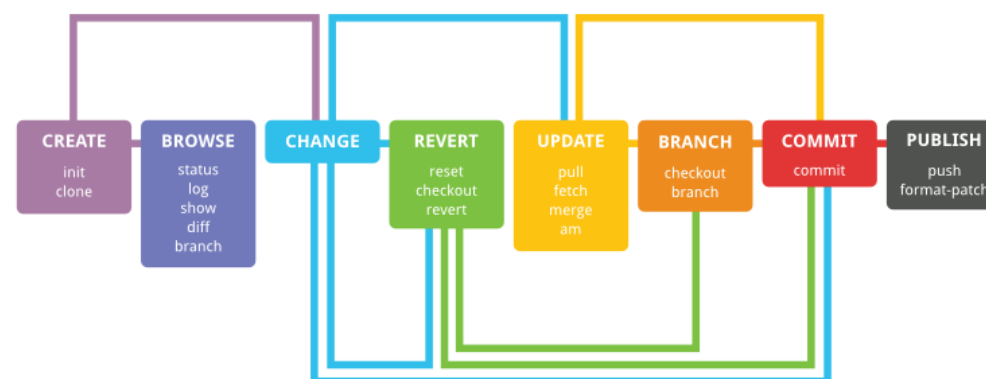 CREATE
init
clone
BROWSE
status
log
show
diff
branch
CHANGE
REVERT
reset
checkout
revert
UPDATE
pull
fetch
merge
am
BRANCH
checkout
branch
COMMIT
commit
PUBLISH
push
format-patch